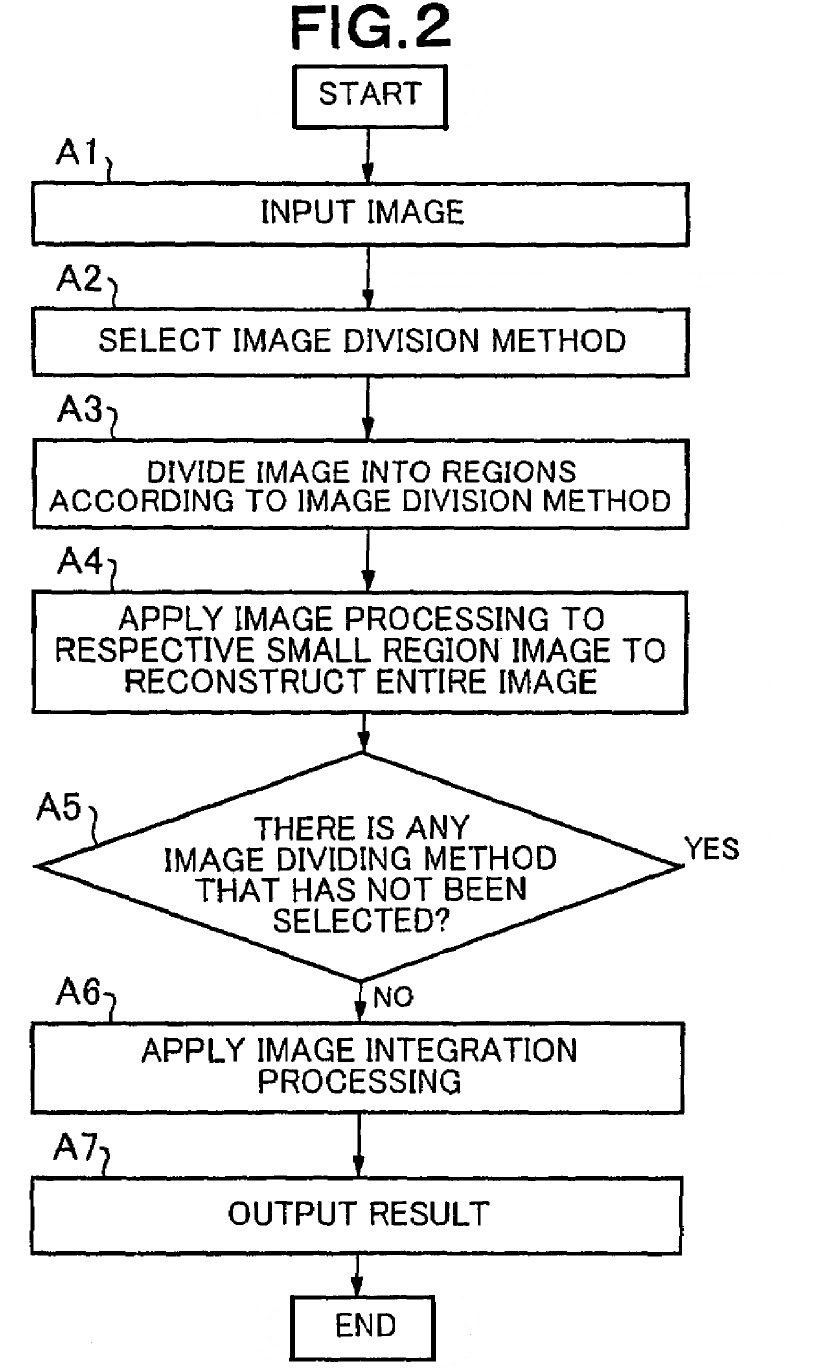 FIG.2
START
A1
INPUT IMAGE
A2
SELECT IMAGE DIVISION METHOD
A3
DIVIDE IMAGE INTO REGIONS
ACCORDING TO IMAGE DIVISION METHOD
A4
APPLY IMAGE PROCESSING TO
RESPECTIVE SMALL REGION IMAGE TO
RECONSTRUCT ENTIRE IMAGE
A5
THERE IS ANY
IMAGE DIVIDING METHOD
THAT HAS NOT BEEN
SELECTED?
YES
NO
A6
APPLY IMAGE INTEGRATION
PROCESSING
A7
OUTPUT RESULT
END